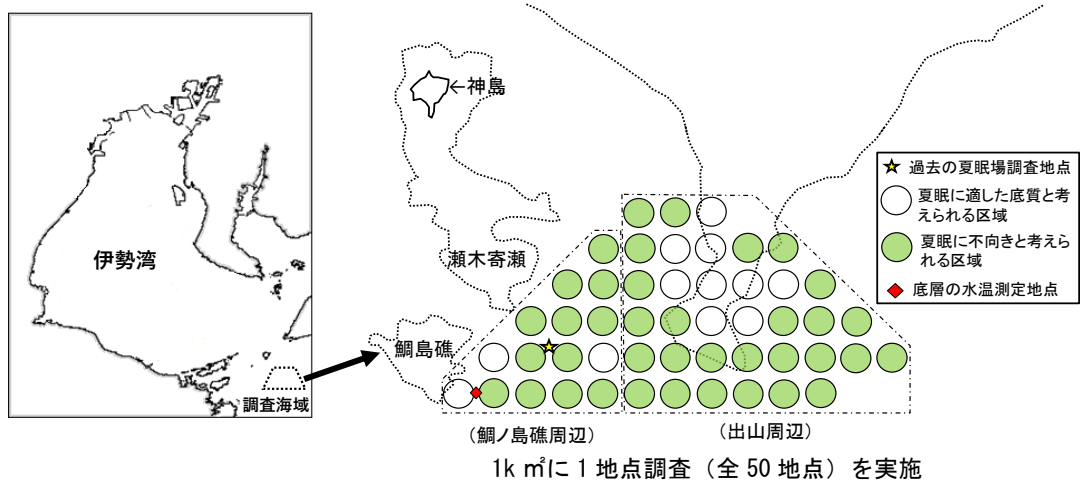 伊勢湾
調査海域
←神島
瀬木寄瀬
鯛島礁
過去の夏眠場調査地点
夏眠に適した底質と考
えられる区域
夏眠に不向きと考えら
れる区域
底層の水温測定地点
（鯛ノ島礁周辺）
（出山周辺）
1k ㎡に 1 地点調査（全 50 地点）を実施